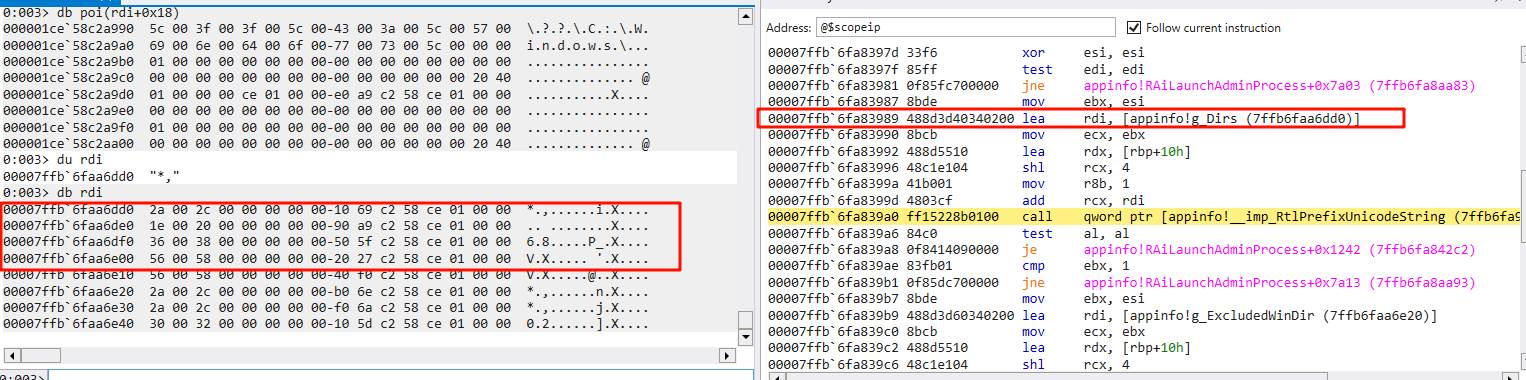 0:003> db poi(rdi+0x18)
000001ce`58c2a990  5c 00 3f 00 3f 00 5c 00-43 00 3a 00 5c 00 57 00  \.?.?.\.C.:.\.W.
000001ce`58c2a9a0  69 00 6e 00 64 00 6f 00-77 00 73 00 5c 00 00 00  i.n.d.o.w.s.\...
000001ce`58c2a9b0  01 00 00 00 00 00 00 00-00 00 00 00 00 00 00 00  ................
000001ce`58c2a9c0  00 00 00 00 00 00 00 00-00 00 00 00 00 00 20 40  .............. @
000001ce`58c2a9d0  01 00 00 00 ce 01 00 00-e0 a9 c2 58 ce 01 00 00  ...........X....
000001ce`58c2a9e0  00 00 00 00 00 00 00 00-00 00 00 00 00 00 00 00  ................
000001ce`58c2a9f0  01 00 00 00 00 00 00 00-00 00 00 00 00 00 00 00  ................
000001ce`58c2aa00  00 00 00 00 00 00 00 00-00 00 00 00 00 00 20 40  .............. @
0:003> du rdi
00007ffb`6faa6dd0  "*,"
0:003> db rdi
00007ffb`6faa6dd0  2a 00 2c 00 00 00 00 00-10 69 c2 58 ce 01 00 00  *.,......i.X....
00007ffb`6faa6de0  1e 00 20 00 00 00 00 00-90 a9 c2 58 ce 01 00 00  .. ........X....
00007ffb`6faa6df0  36 00 38 00 00 00 00 00-50 5f c2 58 ce 01 00 00  6.8.....P_.X....
00007ffb`6faa6e00  56 00 58 00 00 00 00 00-20 27 c2 58 ce 01 00 00  V.X..... '.X....
00007ffb`6faa6e10  56 00 58 00 00 00 00 00-40 f0 c2 58 ce 01 00 00  V.X.....@..X....
00007ffb`6faa6e20  2a 00 2c 00 00 00 00 00-b0 6e c2 58 ce 01 00 00  *.,......n.X....
00007ffb`6faa6e30  2a 00 2c 00 00 00 00 00-f0 6a c2 58 ce 01 00 00  *.,......j.X....
00007ffb`6faa6e40  30 00 32 00 00 00 00 00-10 5d c2 58 ce 01 00 00  0.2......].X....
0:003>
Address: @$scopeip Follow current instruction
00007ffb`6fa8397d 33f6 xor esi, esi
00007ffb`6fa8397f 85ff test edi, edi
00007ffb`6fa83981 0f85fc700000 jne appinfo!RAiLaunchAdminProcess+0x7a03 (7ffb6fa8aa83)
00007ffb`6fa83987 8bde mov ebx, esi
00007ffb`6fa83989 488d3d40340200 lea rdi, [appinfo!g_Dirs (7ffb6faa6dd0)]
00007ffb`6fa83990 8bcb mov ecx, ebx
00007ffb`6fa83992 488d5510 lea rdx, [rbp+10h]
00007ffb`6fa83996 48c1e104 shl rcx, 4
00007ffb`6fa8399a 41b001 mov r8b, 1
00007ffb`6fa8399d 4803cf add rcx, rdi
00007ffb`6fa839a0 ff15228b0100 call qword ptr [appinfo!__imp_RtlPrefixUnicodeString (7ffb6fa9
00007ffb`6fa839a6 84c0 test al, al
00007ffb`6fa839a8 0f8414090000 je appinfo!RAiLaunchAdminProcess+0x1242 (7ffb6fa842c2)
00007ffb`6fa839ae 83fb01 cmp ebx, 1
00007ffb`6fa839b1 0f85dc700000 jne appinfo!RAiLaunchAdminProcess+0x7a13 (7ffb6fa8aa93)
00007ffb`6fa839b7 8bde mov ebx, esi
00007ffb`6fa839b9 488d3d60340200 lea rdi, [appinfo!g_ExcludedWinDir (7ffb6faa6e20)]
00007ffb`6fa839c0 8bcb mov ecx, ebx
00007ffb`6fa839c2 488d5510 lea rdx, [rbp+10h]
00007ffb`6fa839c6 48c1e104 shl rcx, 4